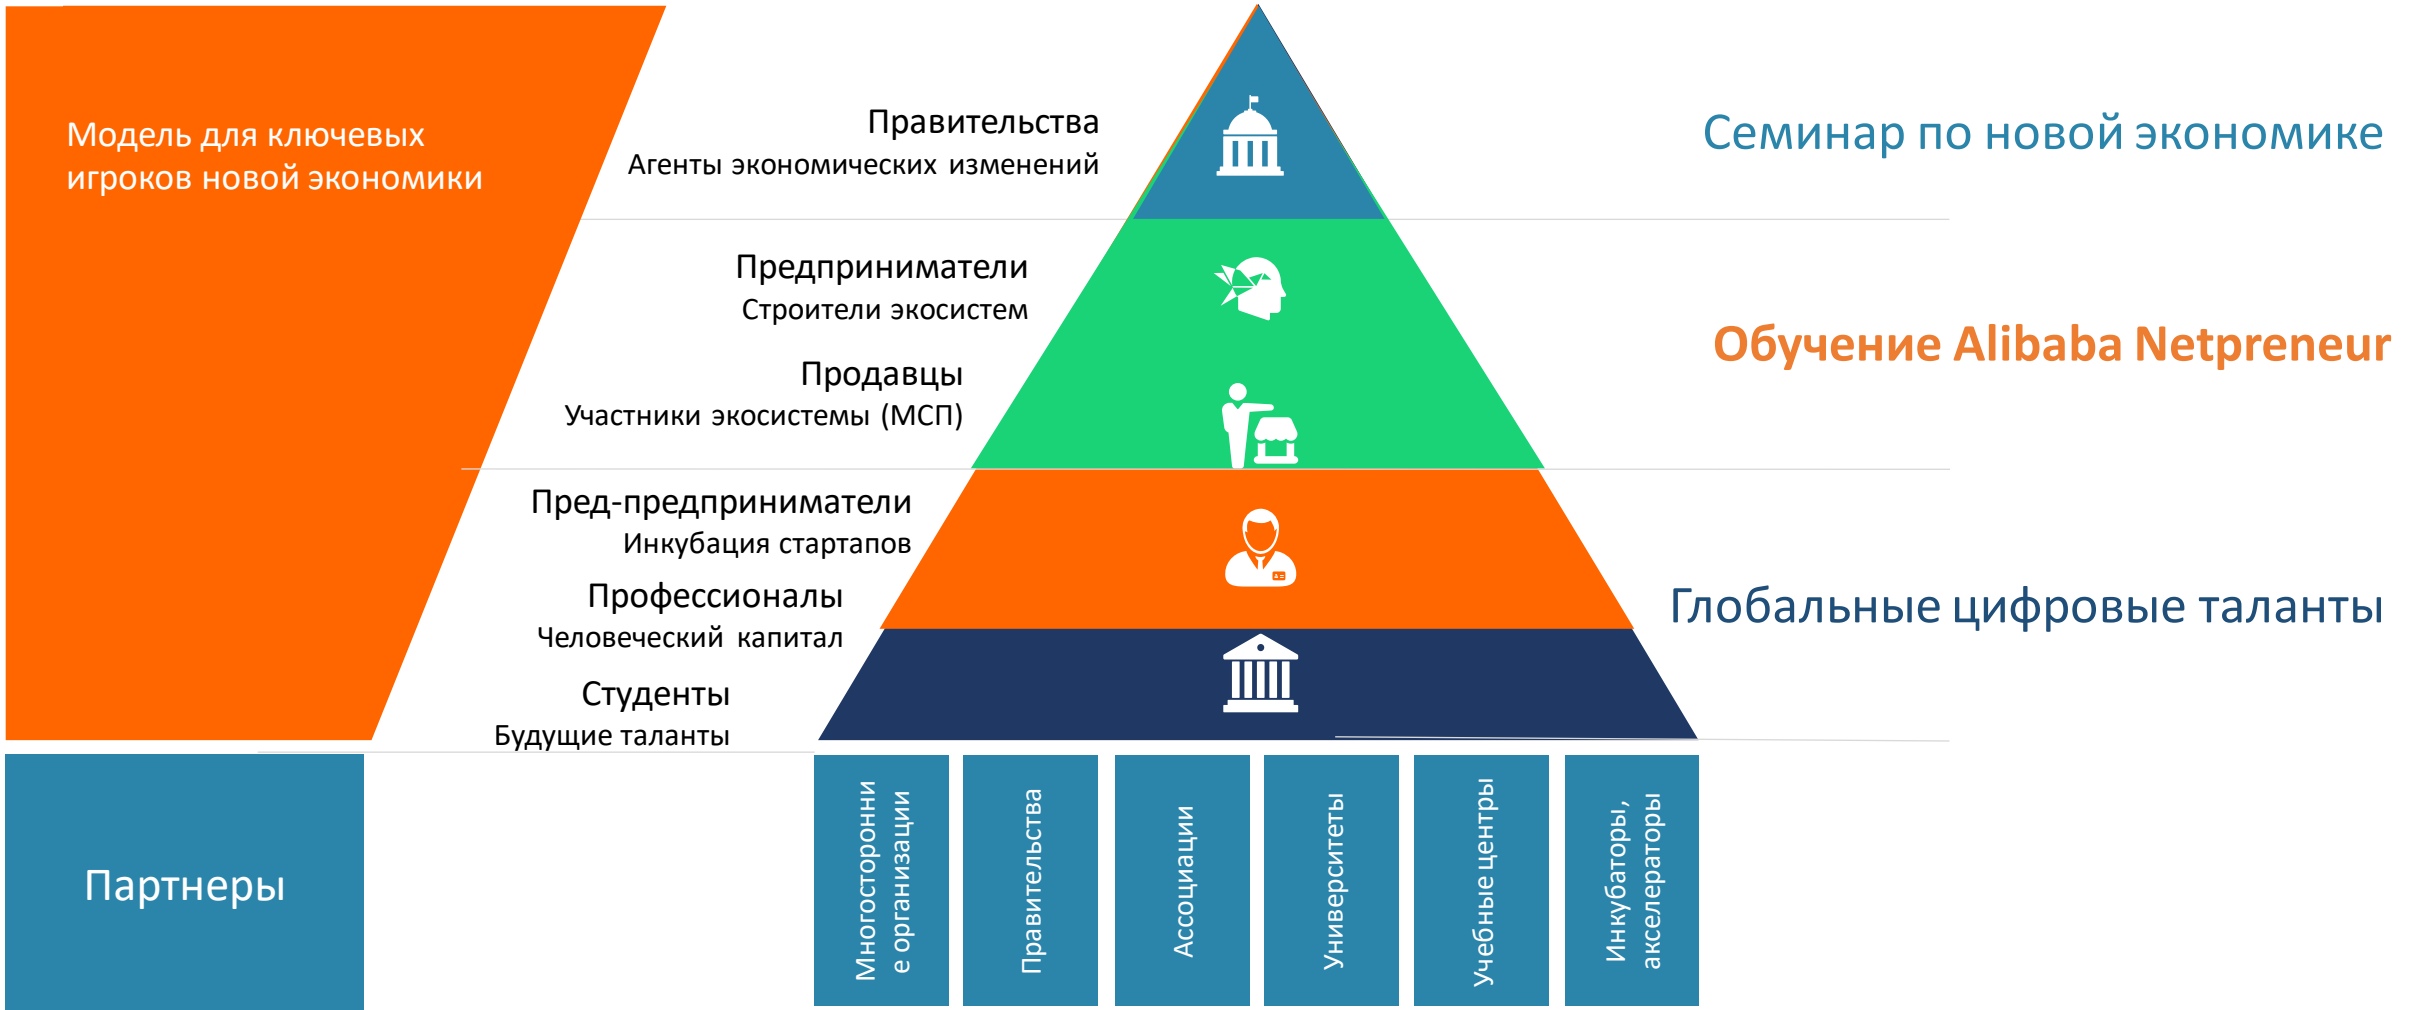 Модель для ключевых
игроков новой экономики
Правительства
Агенты экономических изменений
Семинар по новой экономике
Предприниматели
Строители экосистем
Продавцы
Участники экосистемы (МСП)
Обучение Alibaba Netpreneur
Пред-предприниматели
Инкубация стартапов
Профессионалы
Человеческий капитал
Студенты
Будущие таланты
Глобальные цифровые таланты
Партнеры
Многосторонни
е организации
Правительства
Ассоциации
Университеты
Учебные центры
Инкубаторы,
акселераторы